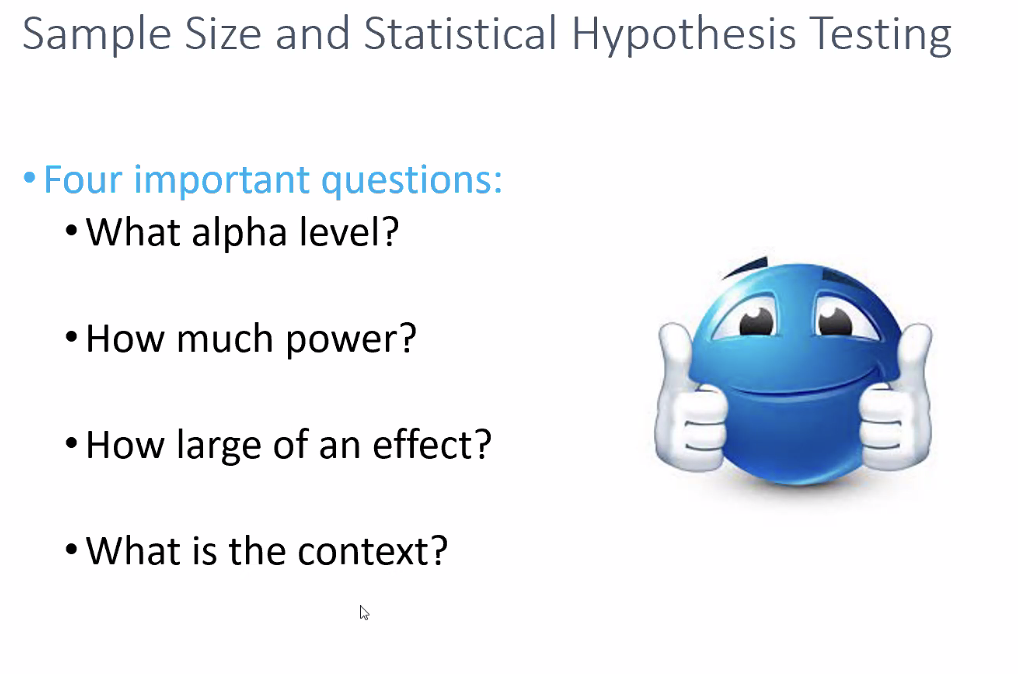 Sample Size and Statistical Hypothesis Testing
• Four important questions:
• What alpha level?
• How much power?
• How large of an effect?
• What is the context?